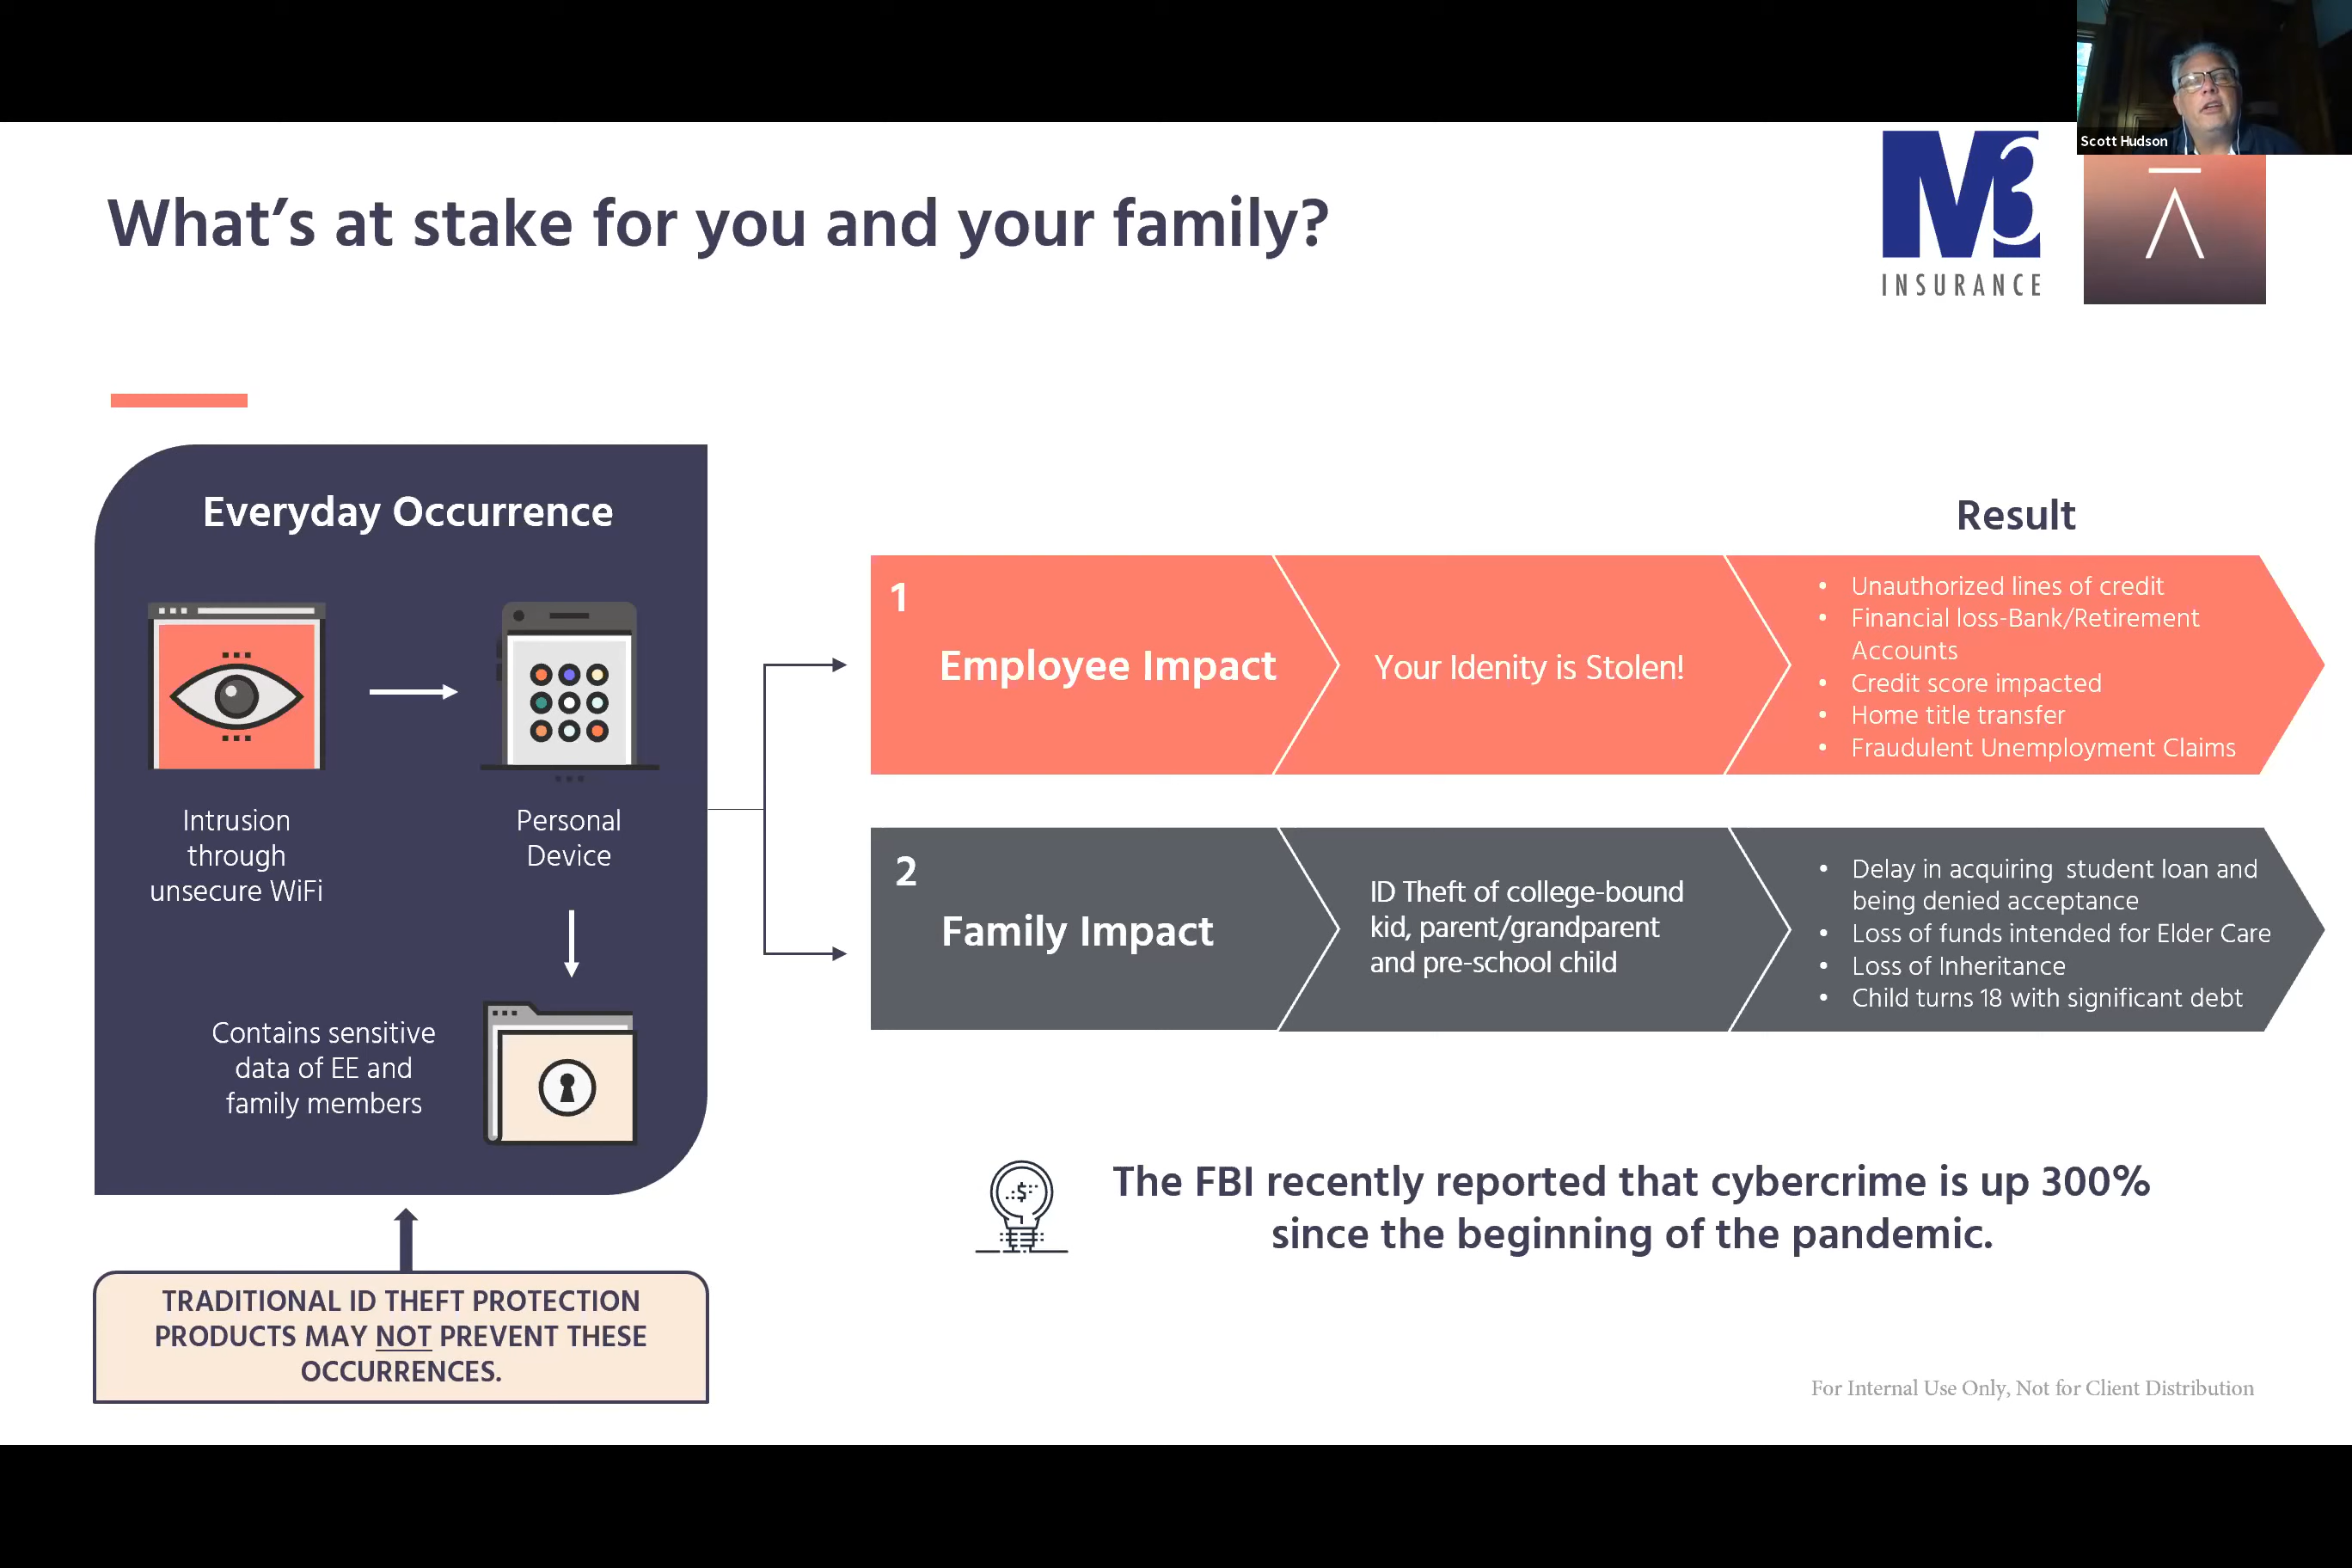 Scott Hudson
What's at stake for you and your family?
M3
INSURANCE
Everyday Occurrence
Intrusion
through
unsecure WiFi
Personal
Device
Contains sensitive
data of EE and
family members
TRADITIONAL ID THEFT PROTECTION
PRODUCTS MAY NOT PREVENT THESE
OCCURRENCES.
Result
1
Employee Impact
Your Idenity is Stolen!
• Unauthorized lines of credit
• Financial loss-Bank/Retirement
Accounts
• Credit score impacted
• Home title transfer
• Fraudulent Unemployment Claims
2
Family Impact
ID Theft of college-bound
kid, parent/grandparent
and pre-school child
• Delay in acquiring student loan and
being denied acceptance
• Loss of funds intended for Elder Care
• Loss of Inheritance
• Child turns 18 with significant debt
$
The FBI recently reported that cybercrime is up 300%
since the beginning of the pandemic.
For Internal Use Only, Not for Client Distribution